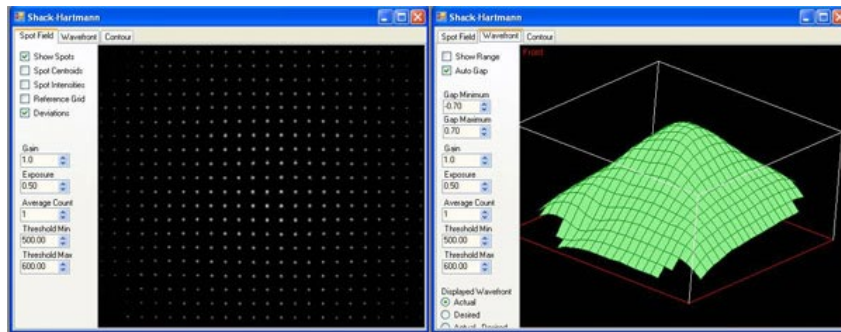 Shack-Hartmann
Spot Field Wavefront Contour
Show Spots
Spot Centroids
Spot Intensities
Reference Grid
Deviations
Gain
1.0
Exposure
0.50
Average Count
1
Threshold Min
500.00
Threshold Max
600.00
Shack-Hartmann
Spot Field Wavefront Contour
Show Range
Auto Gap
Gap Minimum
-0.70
Gap Maximum
0.70
Gain
1.0
Exposure
0.50
Average Count
1
Threshold Min
500.00
Threshold Max
600.00
Displayed Wavefront
Actual
Desired
Actual - Desired
Front